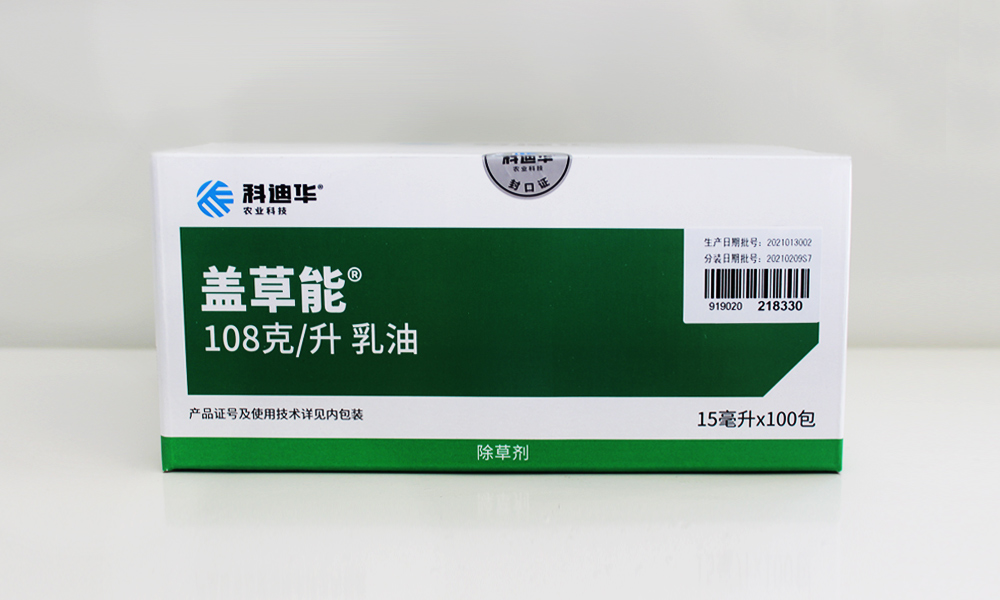 科迪华
农业科技
封口证
科迪华®
农业科技
生产日期批号：2021013002
分装日期批号：20210209S7
919020 218330
盖草能®
108克/升 乳油
产品证号及使用技术详见内包装
15毫升x100包
除草剂